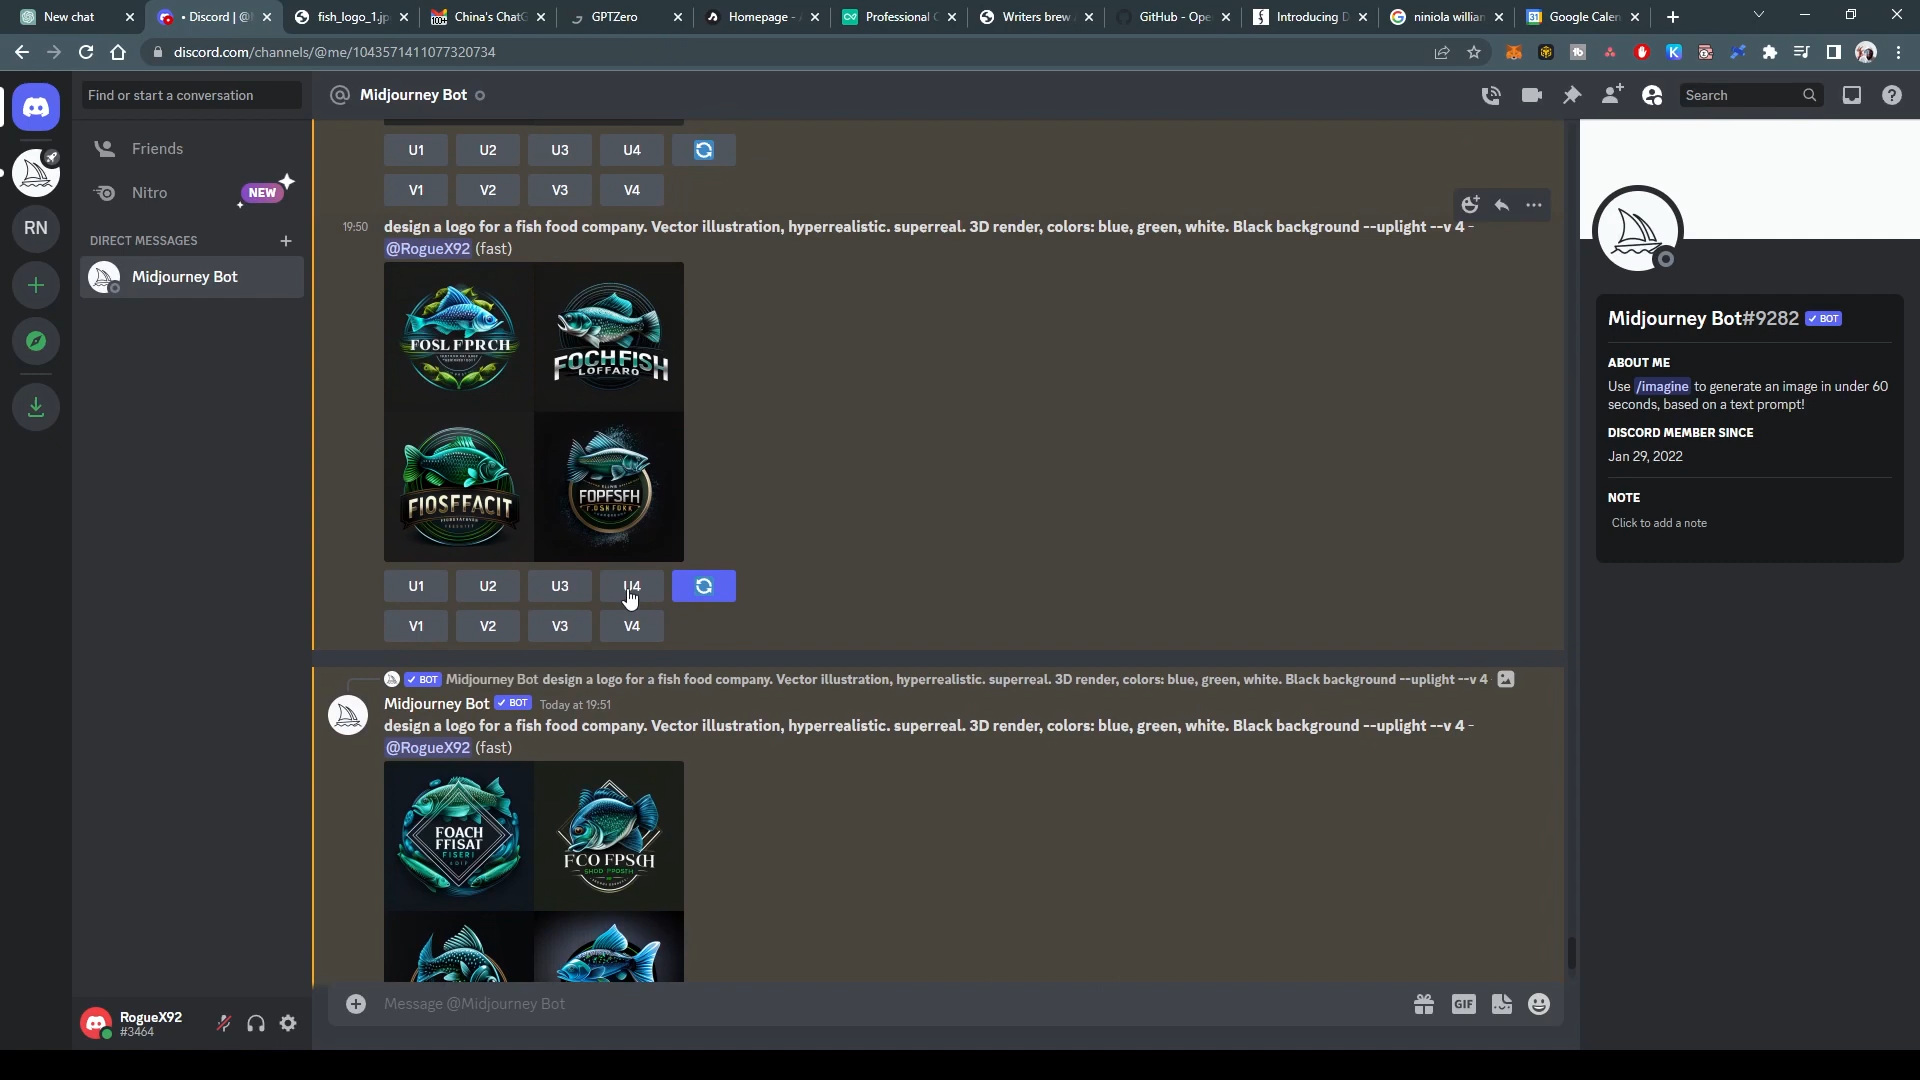 New chat
• Discord | @
fish_logo_1.jp
China's Chat
GPTZero
Homepage -
Professional
Writers brew
GitHub - Ope
Introducing D
niniola willian
Google Calen
discord.com/channels/@me/1043571411077320734
Find or start a conversation
Midjourney Bot
Search
Friends
Nitro
NEW
RN
DIRECT MESSAGES
Midjourney Bot
U1 U2 U3 U4
V1 V2 V3 V4
19:50 design a logo for a fish food company. Vector illustration, hyperrealistic. superreal. 3D render, colors: blue, green, white. Black background --uplight --v 4 -
@RogueX92 (fast)
FOSL FPRCH
FOCH FISH
LOFFARO
FIOSFFACIT
FOPFSFH
U1 U2 U3 U4
V1 V2 V3 V4
BOT Midjourney Bot design a logo for a fish food company. Vector illustration, hyperrealistic. superreal. 3D render, colors: blue, green, white. Black background --uplight --v 4
Midjourney Bot BOT Today at 19:51
design a logo for a fish food company. Vector illustration, hyperrealistic. superreal. 3D render, colors: blue, green, white. Black background --uplight --v 4 -
@RogueX92 (fast)
FOACH
FFISAT
FISERI
FCO FPSCH
Message @Midjourney Bot
GIF
RogueX92
#3464
Midjourney Bot#9282 BOT
ABOUT ME
Use /imagine to generate an image in under 60
seconds, based on a text prompt!
DISCORD MEMBER SINCE
Jan 29, 2022
NOTE
Click to add a note